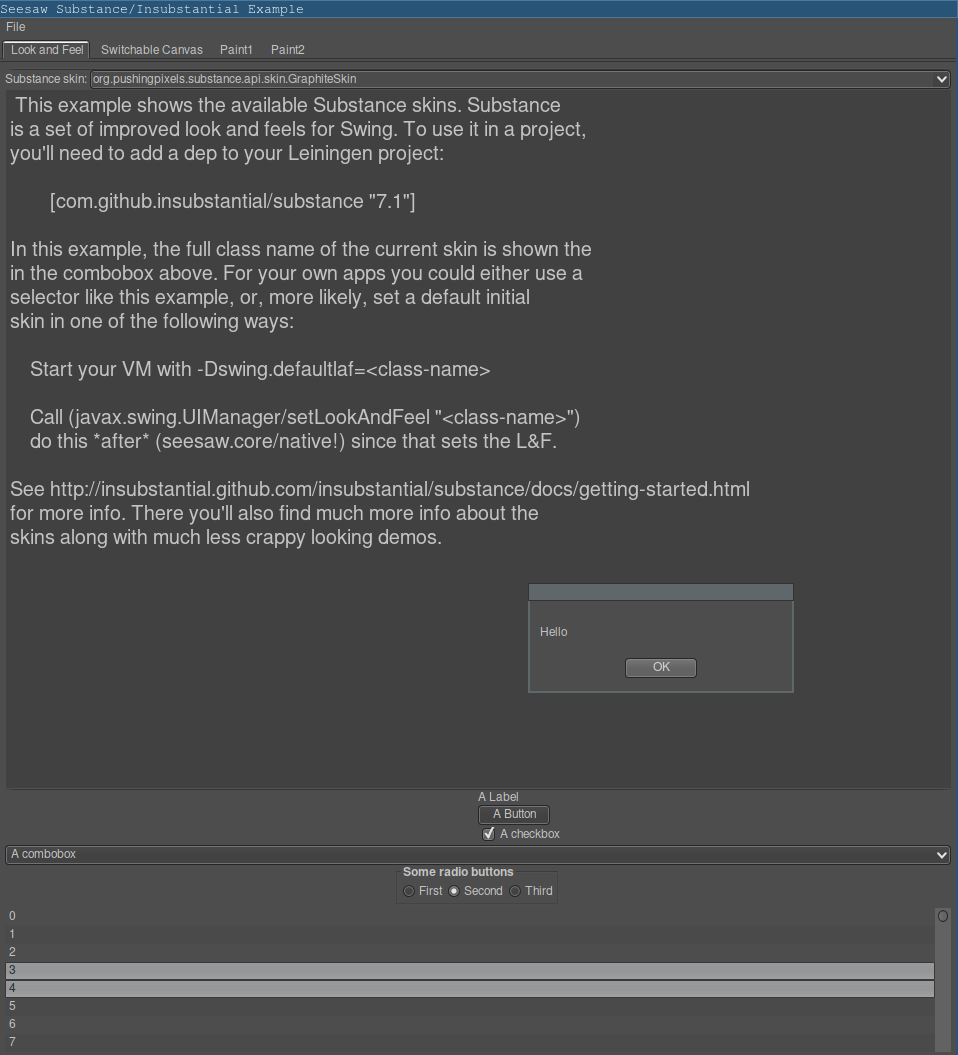 Seesaw Substance/Insubstantial Example
File
Look and Feel Switchable Canvas Paint1 Paint2
Substance skin: org.pushingpixels.substance.api.skin.GraphiteSkin
This example shows the available Substance skins. Substance
is a set of improved look and feels for Swing. To use it in a project,
you'll need to add a dep to your Leiningen project:
[com.github.insubstantial/substance "7.1"]
In this example, the full class name of the current skin is shown the
in the combobox above. For your own apps you could either use a
selector like this example, or, more likely, set a default initial
skin in one of the following ways:
Start your VM with -Dswing.defaultlaf=<class-name>
Call (javax.swing.UIManager/setLookAndFeel "<class-name>")
do this *after* (seesaw.core/native!) since that sets the L&F.
See http://insubstantial.github.com/insubstantial/substance/docs/getting-started.html
for more info. There you'll also find much more info about the
skins along with much less crappy looking demos.
Hello
OK
A Label
A Button
A checkbox
A combobox
Some radio buttons
First Second Third
0
1
2
3
4
5
6
7